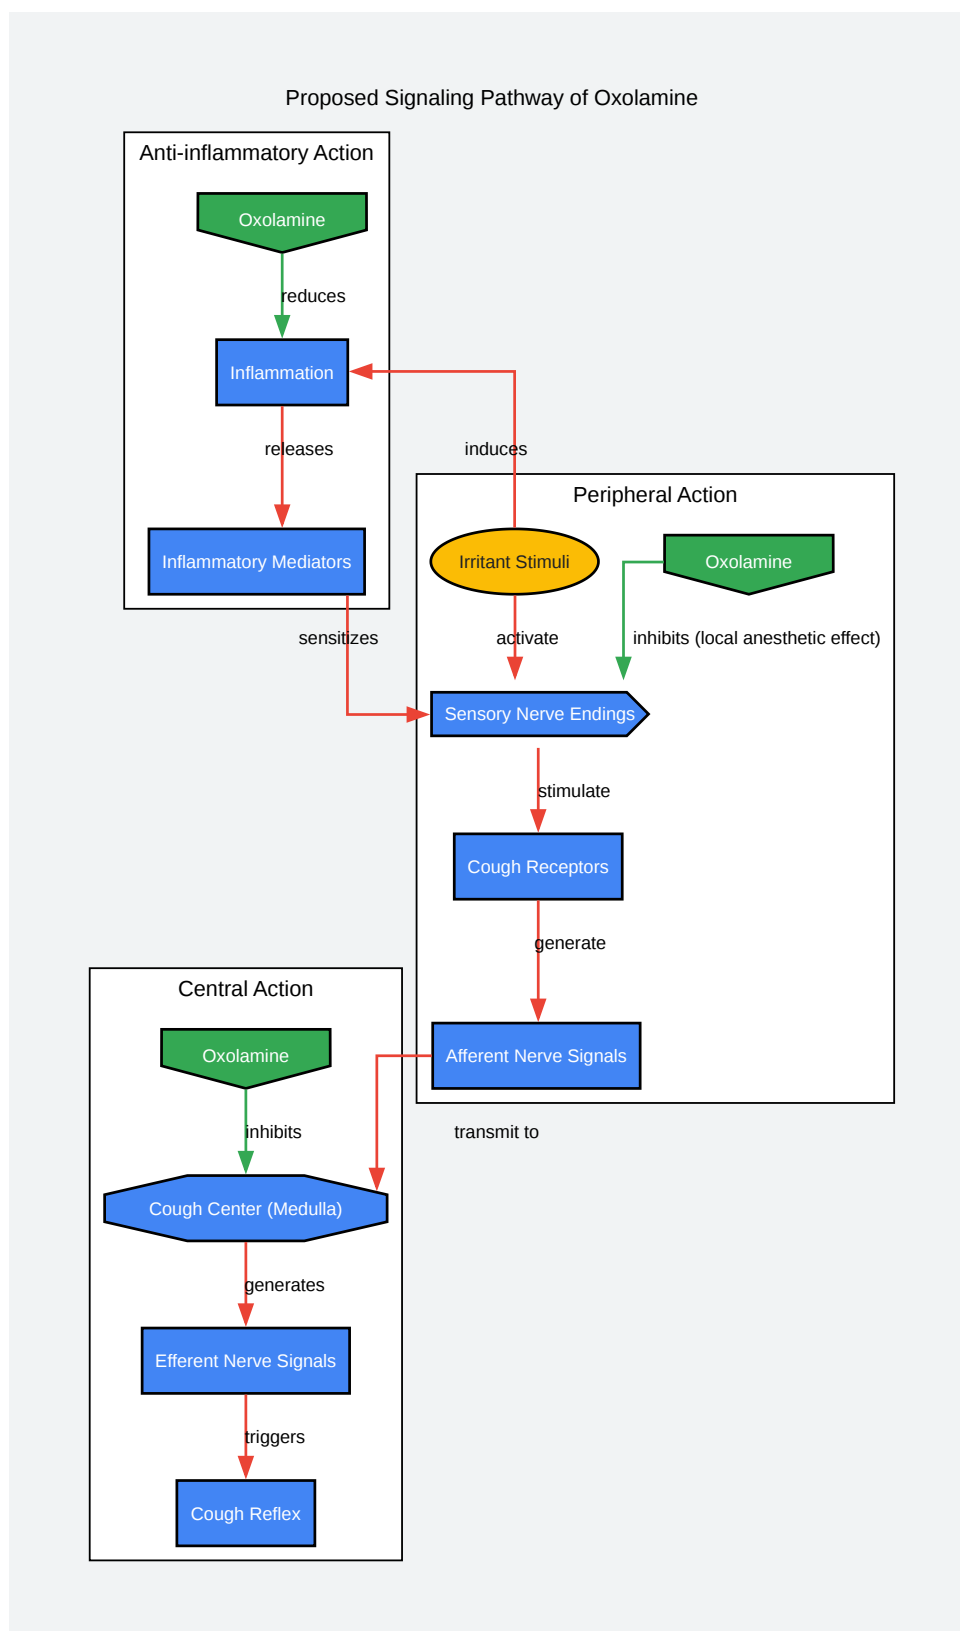 Proposed Signaling Pathway of Oxolamine
Anti-inflammatory Action
Oxolamine
reduces
Inflammation
releases
induces
Inflammatory Mediators
sensitizes
Peripheral Action
Irritant Stimuli
Oxolamine
activate
inhibits (local anesthetic effect)
Sensory Nerve Endings
stimulate
Cough Receptors
generate
Afferent Nerve Signals
transmit to
Central Action
Oxolamine
inhibits
Cough Center (Medulla)
generates
Efferent Nerve Signals
triggers
Cough Reflex